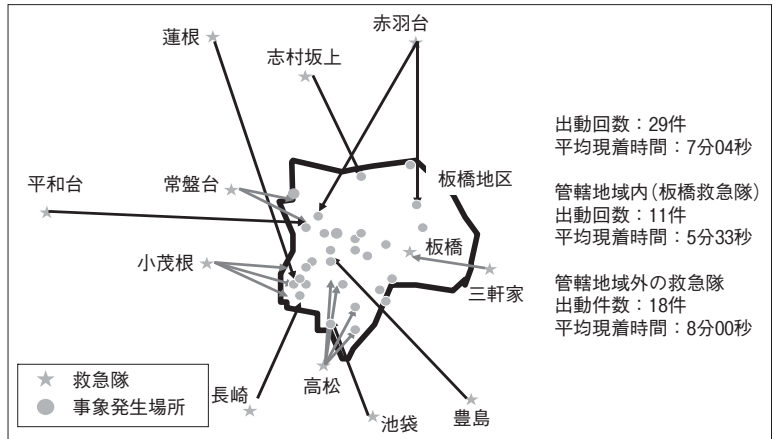 蓮根
赤羽台
志村坂上
出動回数：29件
平均現着時間：7分04秒
平和台
常盤台
板橋地区
管轄地域内(板橋救急隊)
出動回数：11件
平均現着時間：5分33秒
小茂根
板橋
三軒家
管轄地域外の救急隊
出動件数：18件
平均現着時間：8分00秒
救急隊
事象発生場所
長崎
高松
池袋
豊島